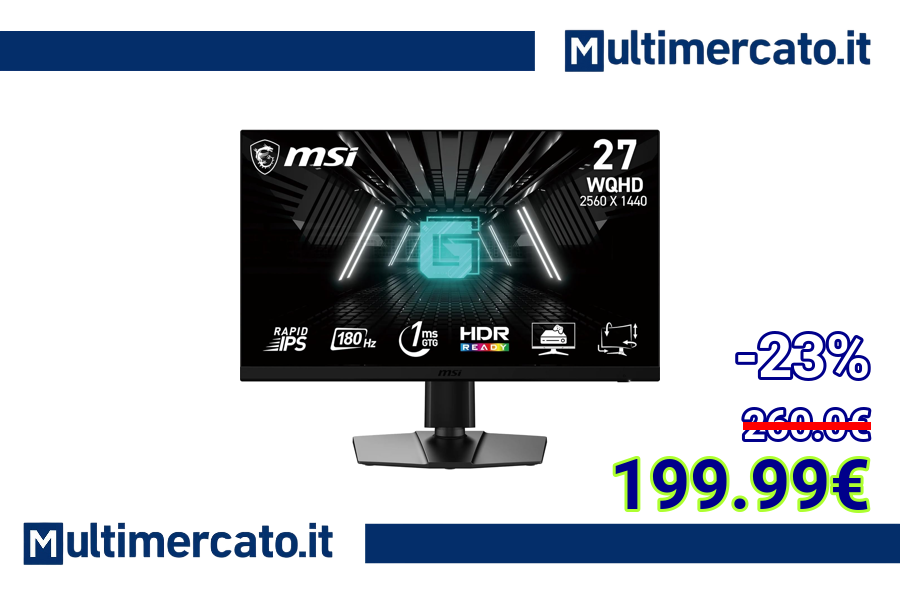 Multimercato.it
msi
27
WQHD
2560 X 1440
G
RAPID
IPS
180Hz
1ms
GTG
HDR
READY
msi
-23%
260.0€
199.99€
Multimercato.it